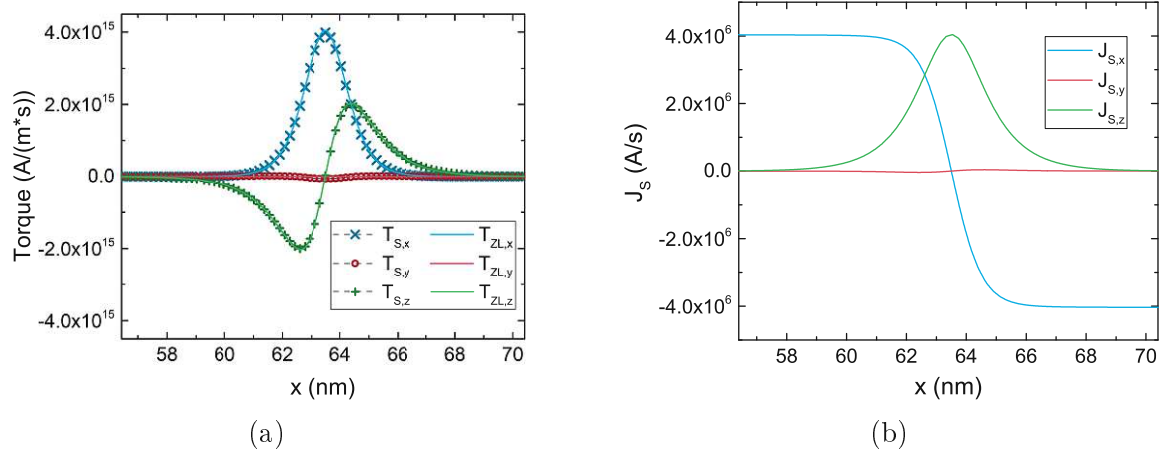 4.0x10^15
2.0x10^15
0.0
-2.0x10^15
-4.0x10^15
Torque (A/(m*s))
T_S,x T_ZL,x
T_S,y T_ZL,y
T_S,z T_ZL,z
58 60 62 64 66 68 70
x (nm)
(a)
4.0x10^6
2.0x10^6
0.0
-2.0x10^6
-4.0x10^6
J_S (A/s)
J_S,x
J_S,y
J_S,z
58 60 62 64 66 68 70
x (nm)
(b)